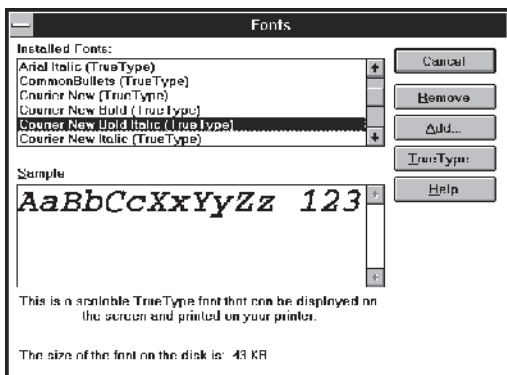 Fonts
Installed Fonts:
Arial Italic (TrueType)
CommonBullets (TrueType)
Courier New (TrueType)
Courier New Bold (TrueType)
Courier New Bold Italic (TrueType)
Courier New Italic (TrueType)
Cancel
Remove
Add...
TrueType
Help
Sample
AaBbCcXxYyZz 123
This is a scalable TrueType font that can be displayed on
the screen and printed on your printer.
The size of the font on the disk is: 43 KB